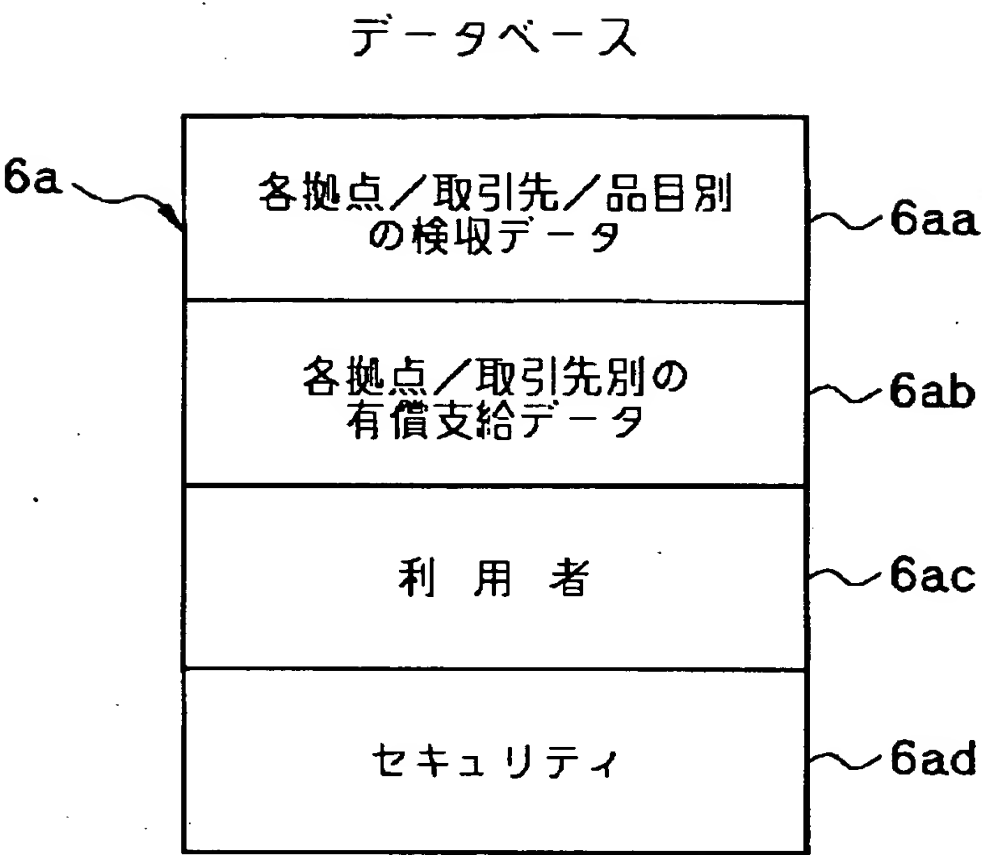 データベース
6a
各拠点／取引先／品目別
の検収データ
6aa
各拠点／取引先別の
有償支給データ
6ab
利用者
6ac
セキュリティ
6ad